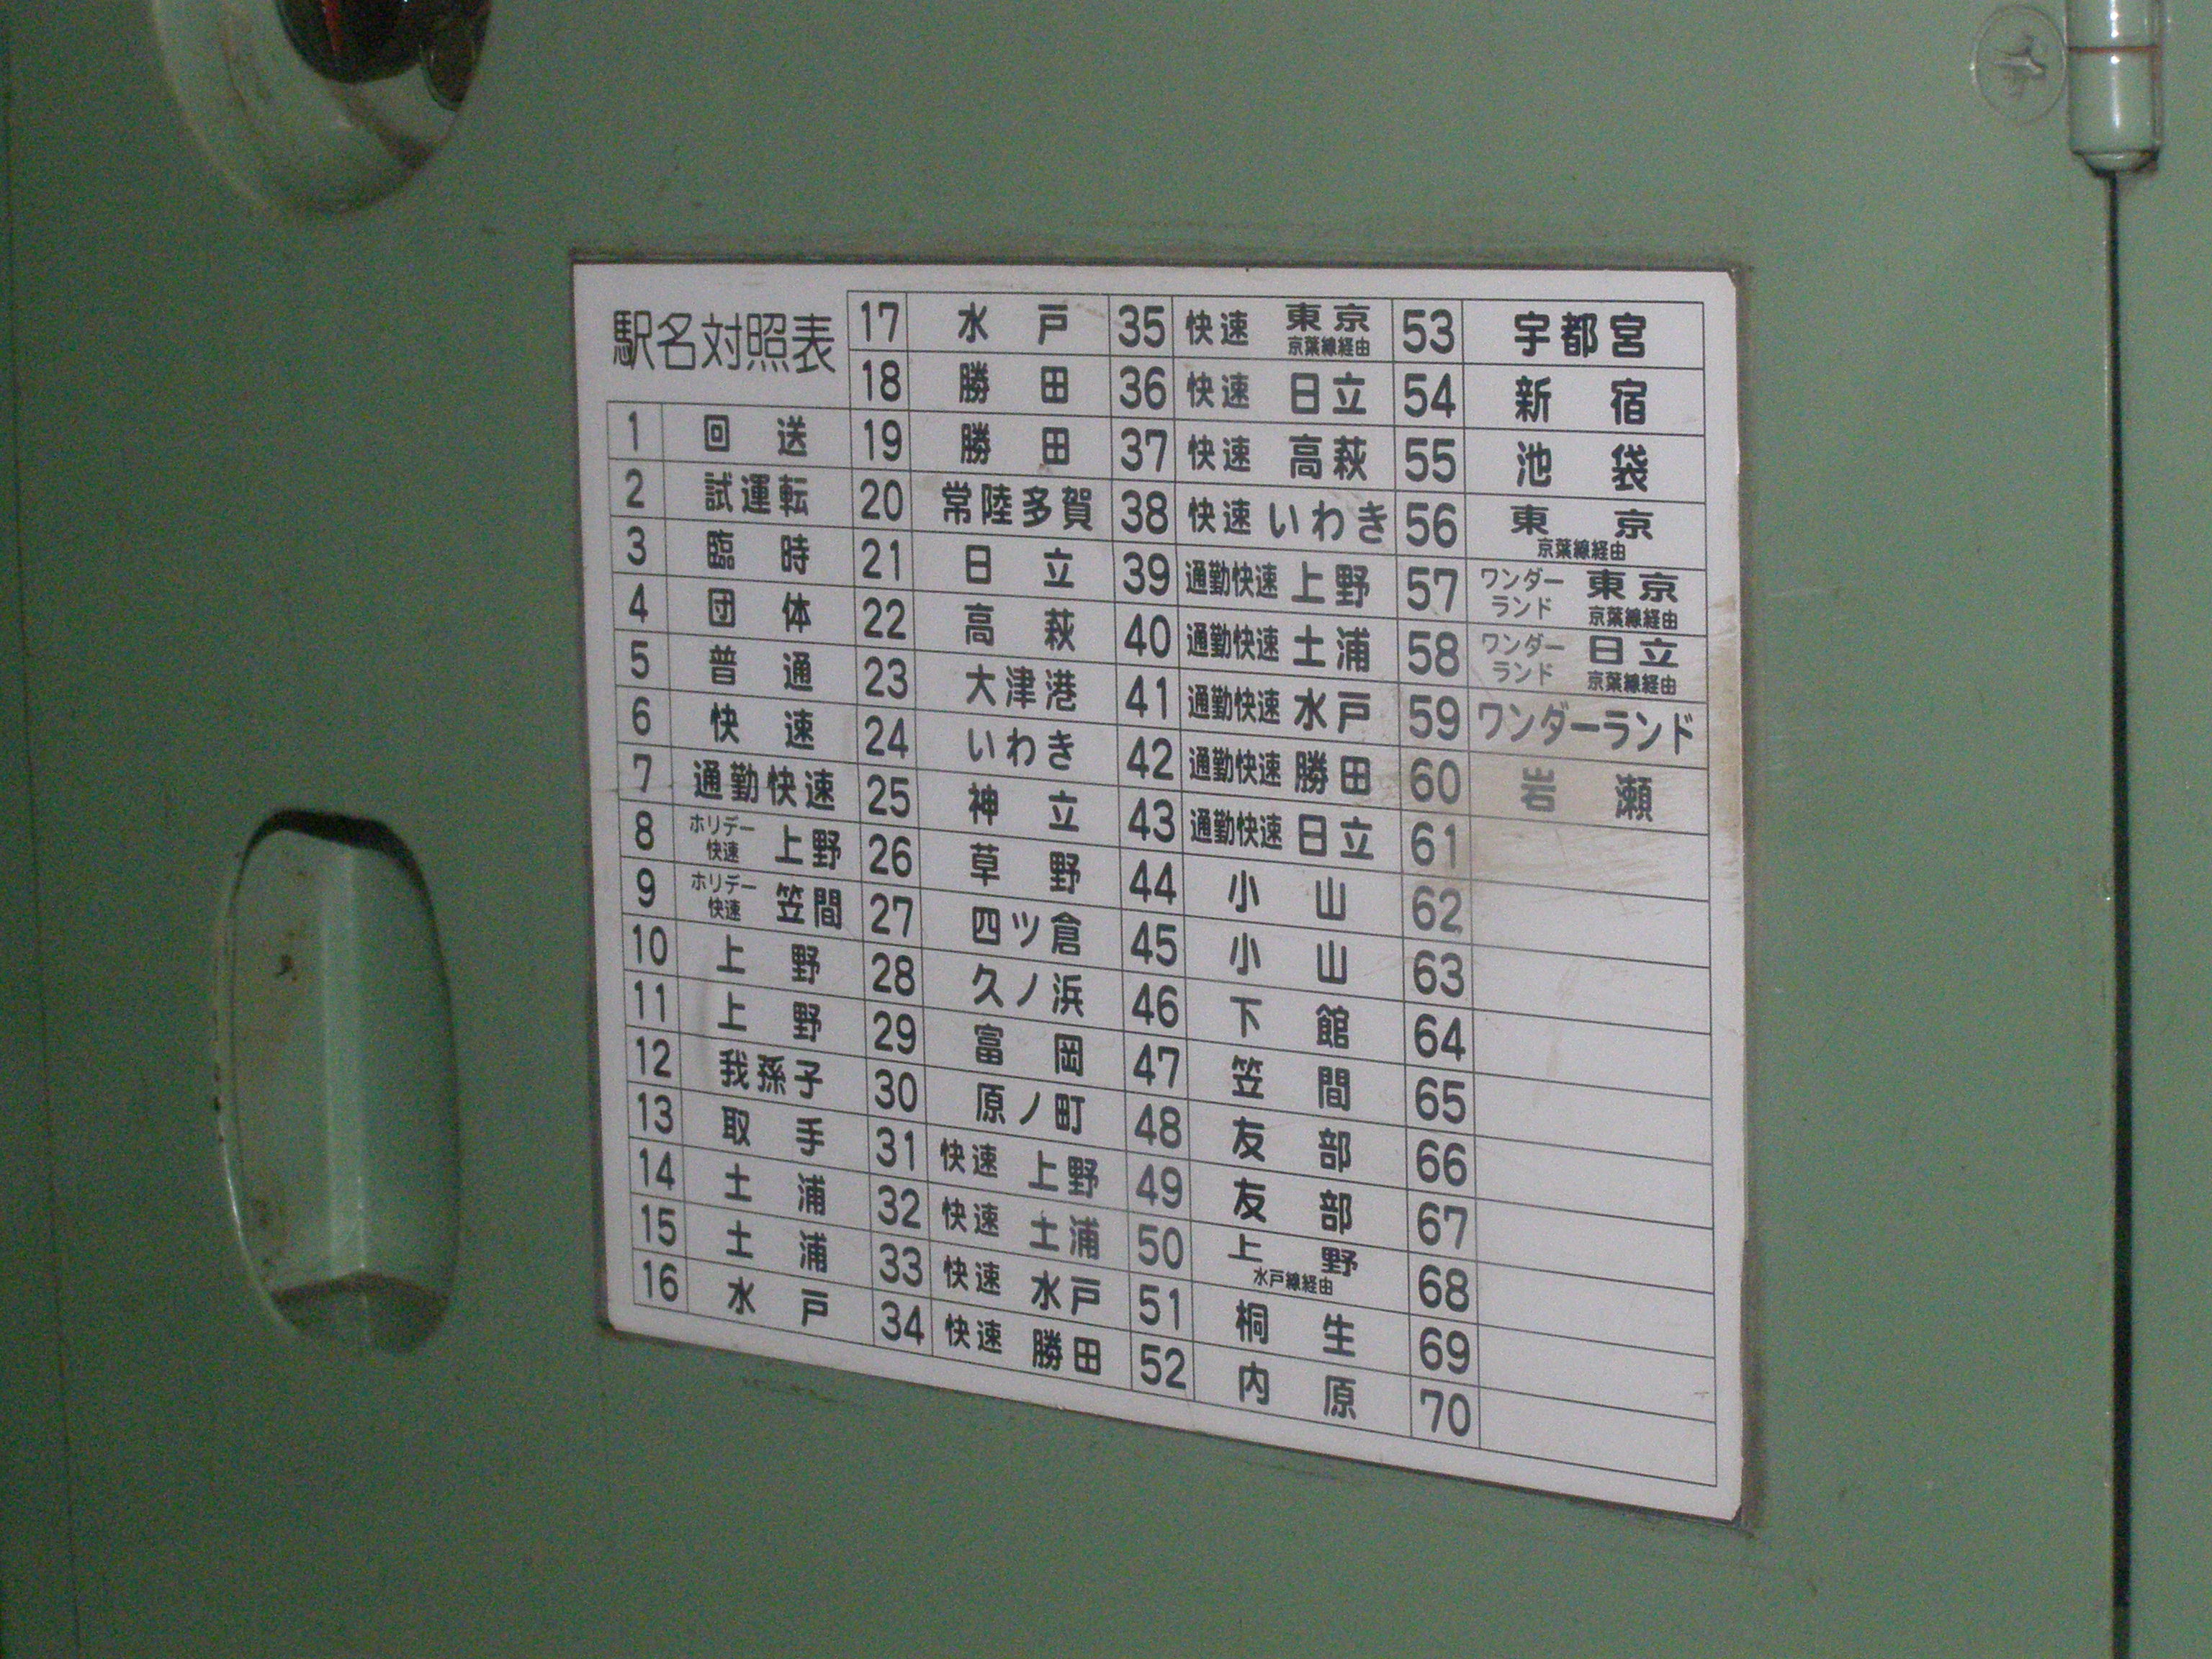 駅名対照表
1 回送
2 試運転
3 臨時
4 団体
5 普通
6 快速
7 通勤快速
8 ホリデー快速 上野
9 ホリデー快速 笠間
10 上野
11 上野
12 我孫子
13 取手
14 土浦
15 土浦
16 水戸
17 水戸
18 勝田
19 勝田
20 常陸多賀
21 日立
22 高萩
23 大津港
24 いわき
25 神立
26 草野
27 四ツ倉
28 久ノ浜
29 富岡
30 原ノ町
31 快速 上野
32 快速 土浦
33 快速 水戸
34 快速 勝田
35 快速 東京 京葉線経由
36 快速 日立
37 快速 高萩
38 快速 いわき
39 通勤快速 上野
40 通勤快速 土浦
41 通勤快速 水戸
42 通勤快速 勝田
43 通勤快速 日立
44 小山
45 小山
46 下館
47 笠間
48 友部
49 友部
50 上野 水戸線経由
51 桐生
52 内原
53 宇都宮
54 新宿
55 池袋
56 東京 京葉線経由
57 ワンダーランド 東京 京葉線経由
58 ワンダーランド 日立 京葉線経由
59 ワンダーランド
60 岩瀬
61
62
63
64
65
66
67
68
69
70